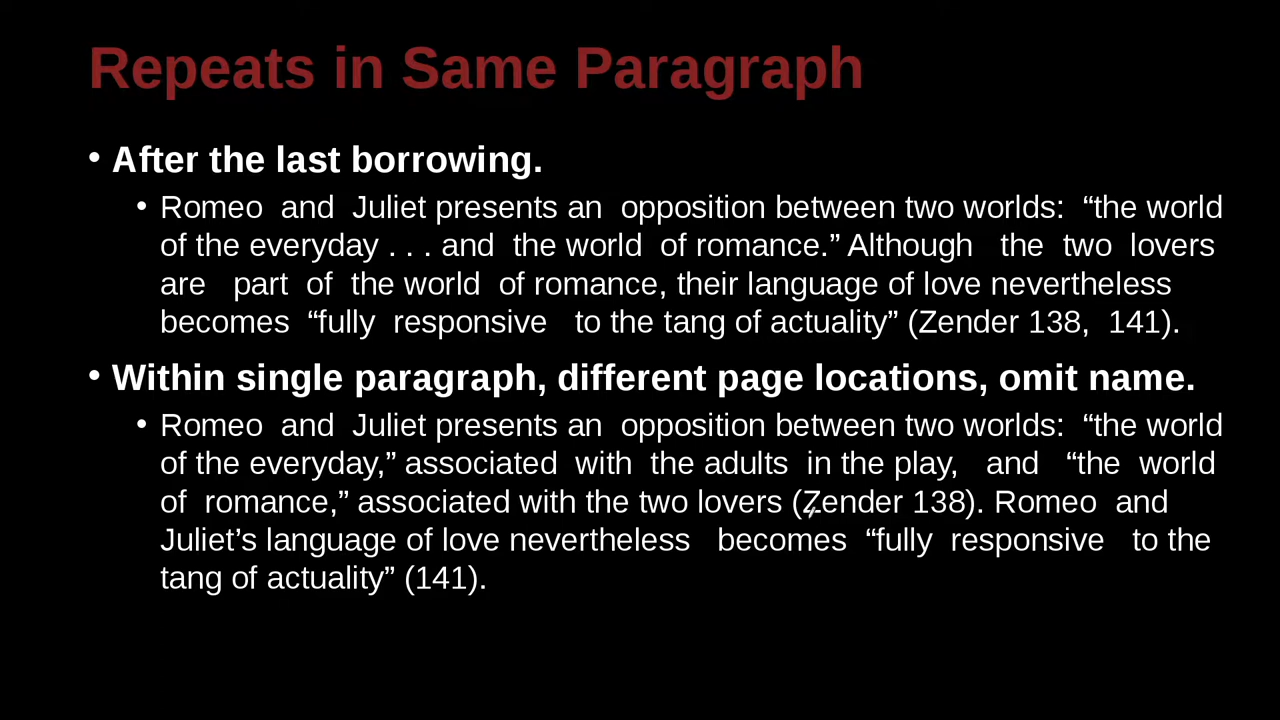 Repeats in Same Paragraph
• After the last borrowing.
• Romeo and Juliet presents an opposition between two worlds: “the world
of the everyday . . . and the world of romance.” Although the two lovers
are part of the world of romance, their language of love nevertheless
becomes “fully responsive to the tang of actuality” (Zender 138, 141).
• Within single paragraph, different page locations, omit name.
• Romeo and Juliet presents an opposition between two worlds: “the world
of the everyday,” associated with the adults in the play, and “the world
of romance,” associated with the two lovers (Zender 138). Romeo and
Juliet’s language of love nevertheless becomes “fully responsive to the
tang of actuality” (141).